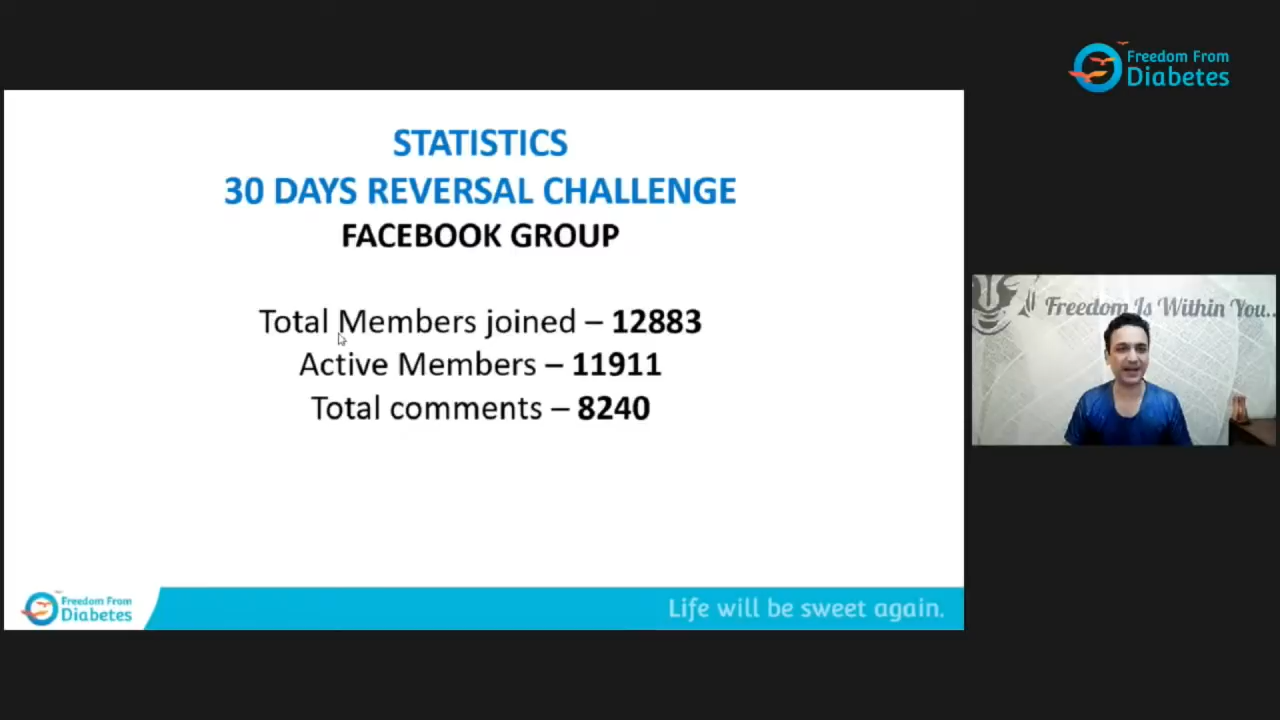 Freedom From
Diabetes
STATISTICS
30 DAYS REVERSAL CHALLENGE
FACEBOOK GROUP
Total Members joined – 12883
Active Members – 11911
Total comments – 8240
Freedom Is Within You..
Freedom From
Diabetes
Life will be sweet again.